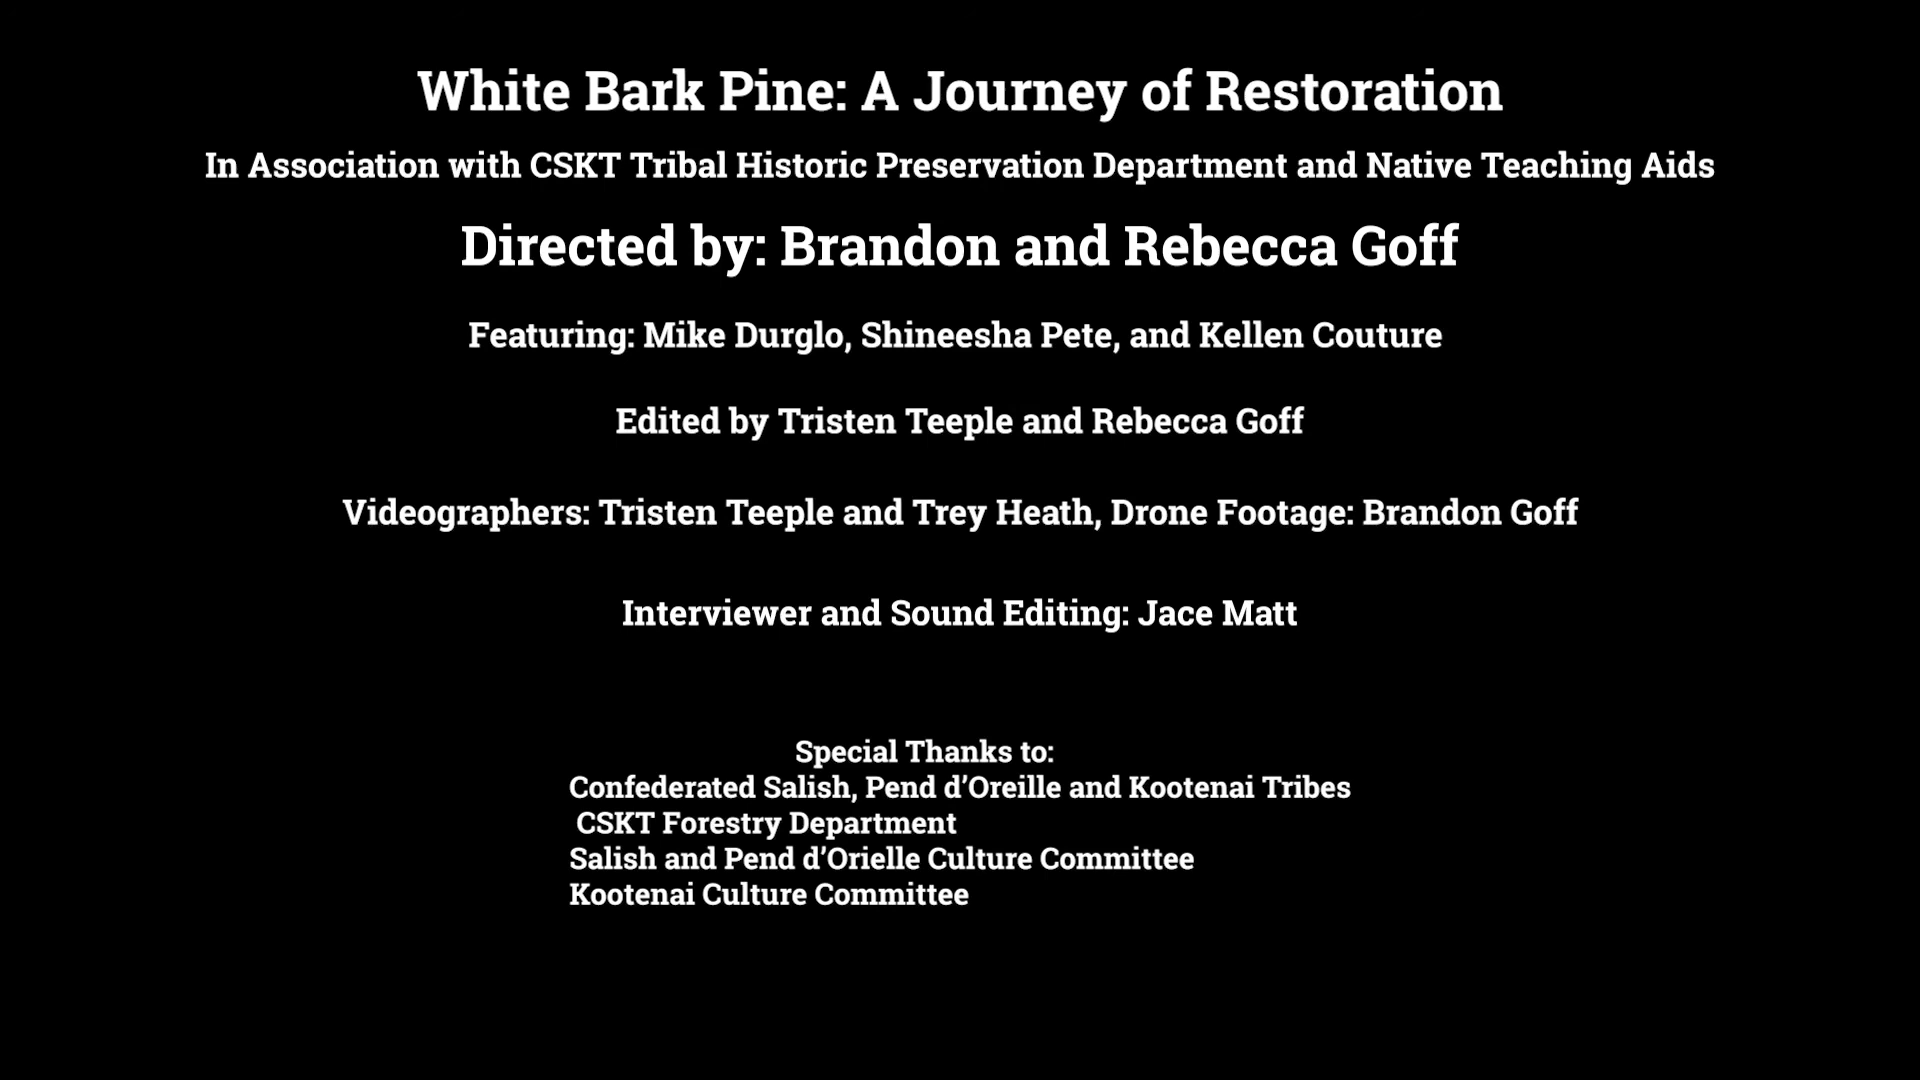 White Bark Pine: A Journey of Restoration
In Association with CSKT Tribal Historic Preservation Department and Native Teaching Aids
Directed by: Brandon and Rebecca Goff
Featuring: Mike Durglo, Shineesha Pete, and Kellen Couture
Edited by Tristen Teeple and Rebecca Goff
Videographers: Tristen Teeple and Trey Heath, Drone Footage: Brandon Goff
Interviewer and Sound Editing: Jace Matt
Special Thanks to:
Confederated Salish, Pend d’Oreille and Kootenai Tribes
CSKT Forestry Department
Salish and Pend d’Orielle Culture Committee
Kootenai Culture Committee